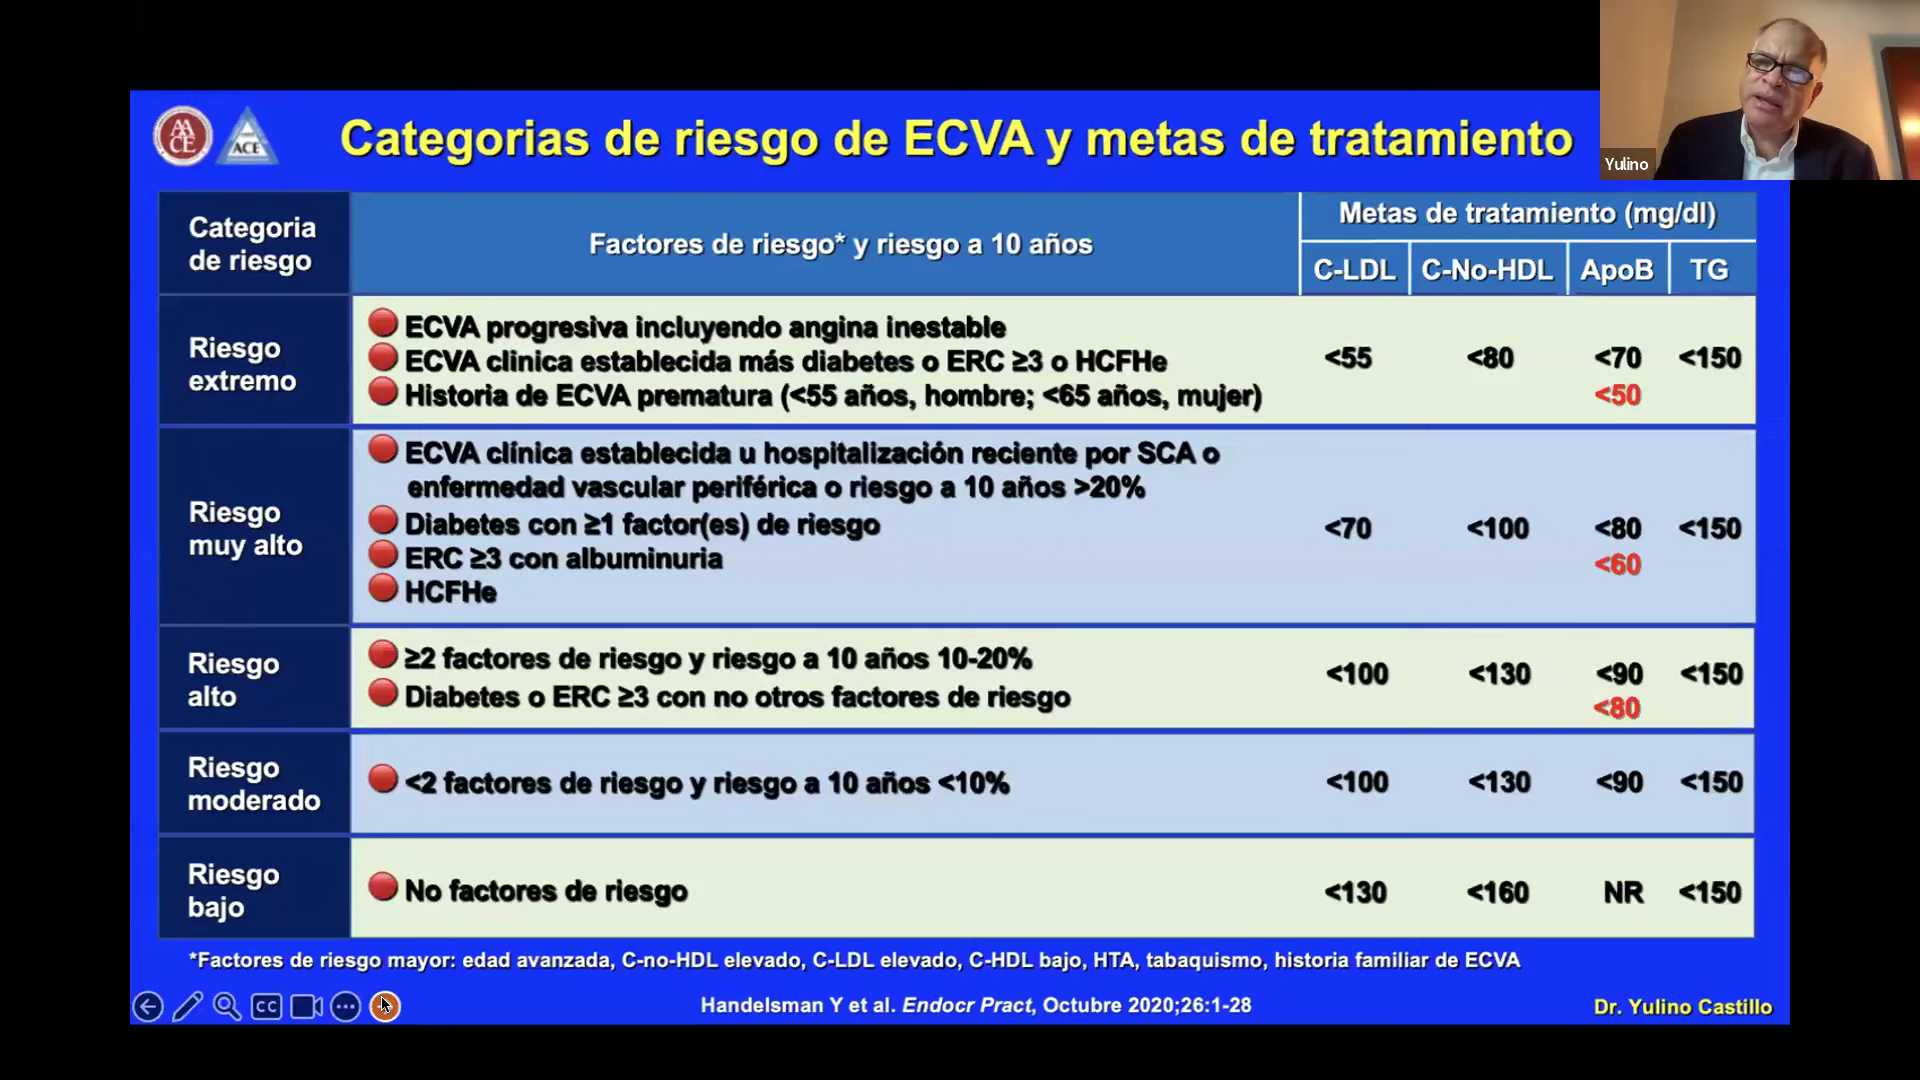 Yulino
AACE
ACE
Categorias de riesgo de ECVA y metas de tratamiento
Categoria
de riesgo
Factores de riesgo* y riesgo a 10 años
Metas de tratamiento (mg/dl)
C-LDL C-No-HDL ApoB TG
Riesgo
extremo
ECVA progresiva incluyendo angina inestable
ECVA clinica establecida más diabetes o ERC ≥3 o HCFHe
Historia de ECVA prematura (<55 años, hombre; <65 años, mujer)
<55 <80 <70 <150
<50
Riesgo
muy alto
ECVA clínica establecida u hospitalización reciente por SCA o
enfermedad vascular periférica o riesgo a 10 años >20%
Diabetes con ≥1 factor(es) de riesgo
ERC ≥3 con albuminuria
HCFHe
<70 <100 <80 <150
<60
Riesgo
alto
≥2 factores de riesgo y riesgo a 10 años 10-20%
Diabetes o ERC ≥3 con no otros factores de riesgo
<100 <130 <90 <150
<80
Riesgo
moderado
<2 factores de riesgo y riesgo a 10 años <10%
<100 <130 <90 <150
Riesgo
bajo
No factores de riesgo
<130 <160 NR <150
*Factores de riesgo mayor: edad avanzada, C-no-HDL elevado, C-LDL elevado, C-HDL bajo, HTA, tabaquismo, historia familiar de ECVA
CC
Handelsman Y et al. Endocr Pract, Octubre 2020;26:1-28
Dr. Yulino Castillo